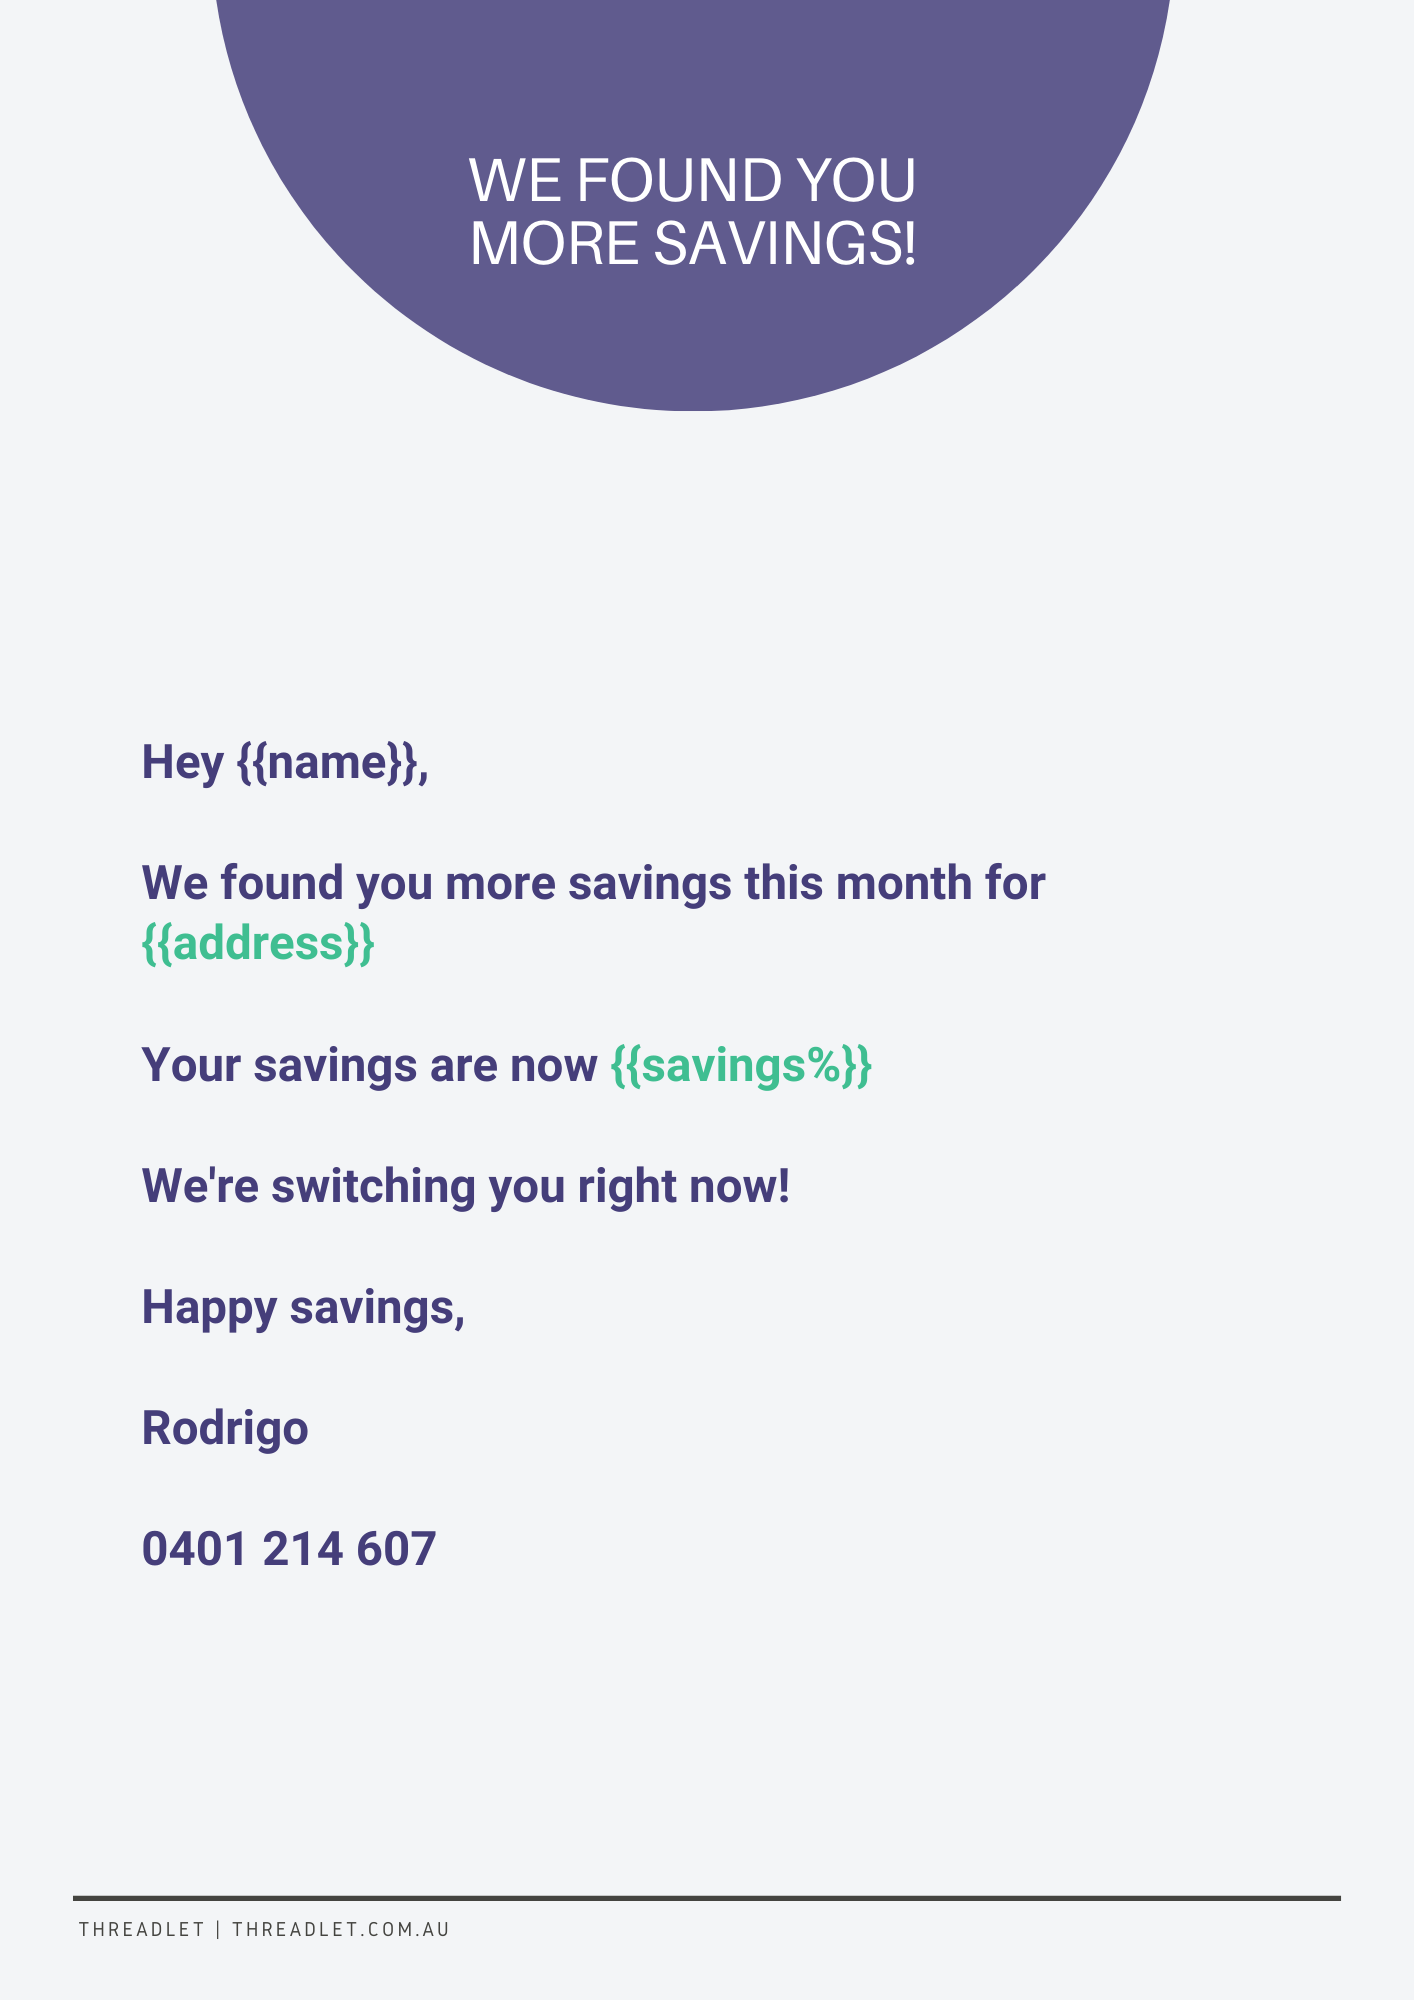 WE FOUND YOU
MORE SAVINGS!
Hey {{name}},
We found you more savings this month for
{{address}}
Your savings are now {{savings%}}
We're switching you right now!
Happy savings,
Rodrigo
0401 214 607
THREADLET | THREADLET.COM.AU